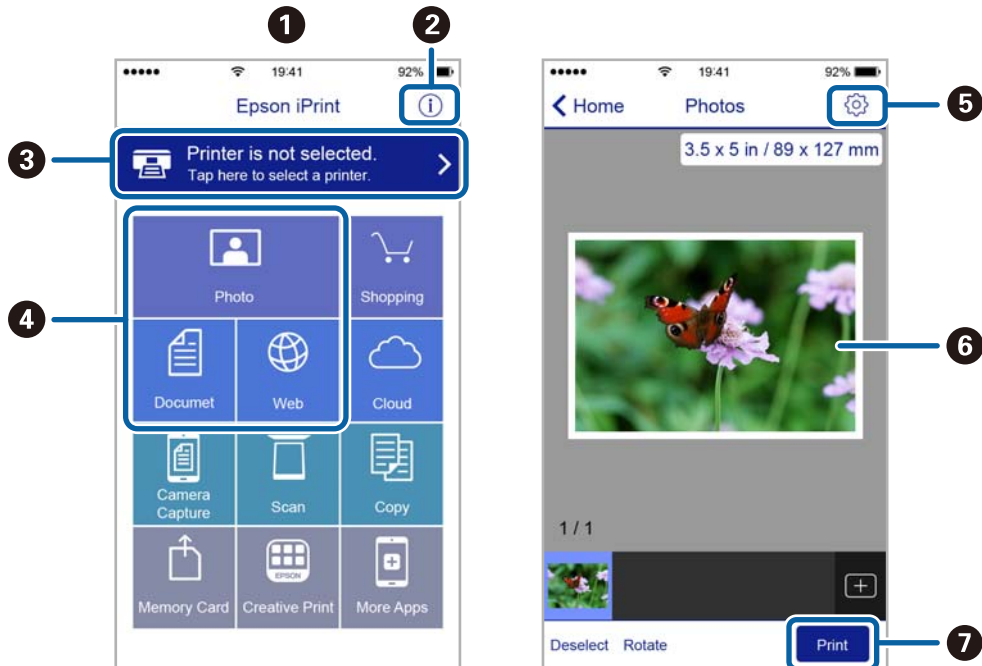 1
2
19:41
92%
Epson iPrint
i
3
Printer is not selected.
Tap here to select a printer.
4
Photo
Shopping
Documet
Web
Cloud
Camera
Capture
Scan
Copy
EPSON
Memory Card
Creative Print
More Apps
19:41
92%
Home
Photos
5
3.5 x 5 in / 89 x 127 mm
6
1 / 1
Deselect
Rotate
Print
7